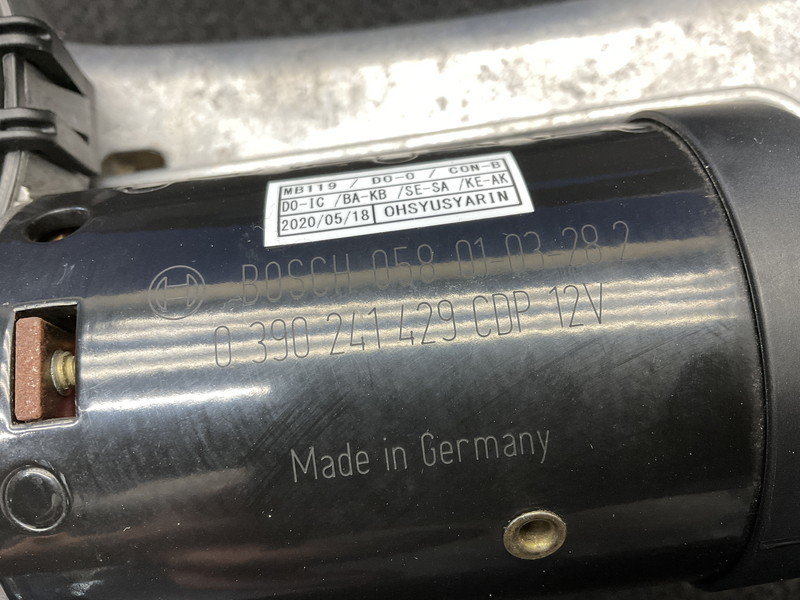 MB119 / DO-O / CON-B
DO-IC /BA-KB /SE-SA /KE-AK
2020/05/18 OHSYUSYARIN
BOSCH 058 01-03-28 2
0 390 241 429 CDP 12V
Made in Germany